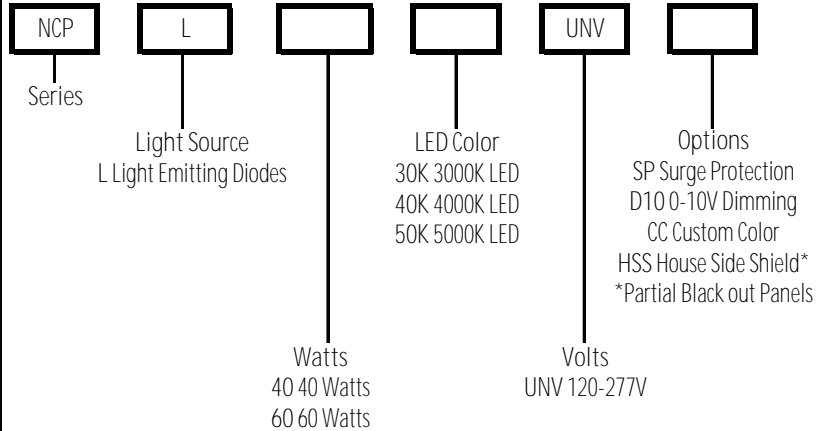 NCP
L
UNV
Series
Light Source
L Light Emitting Diodes
LED Color
30K 3000K LED
40K 4000K LED
50K 5000K LED
Options
SP Surge Protection
D10 0-10V Dimming
CC Custom Color
HSS House Side Shield*
*Partial Black out Panels
Watts
40 40 Watts
60 60 Watts
Volts
UNV 120-277V